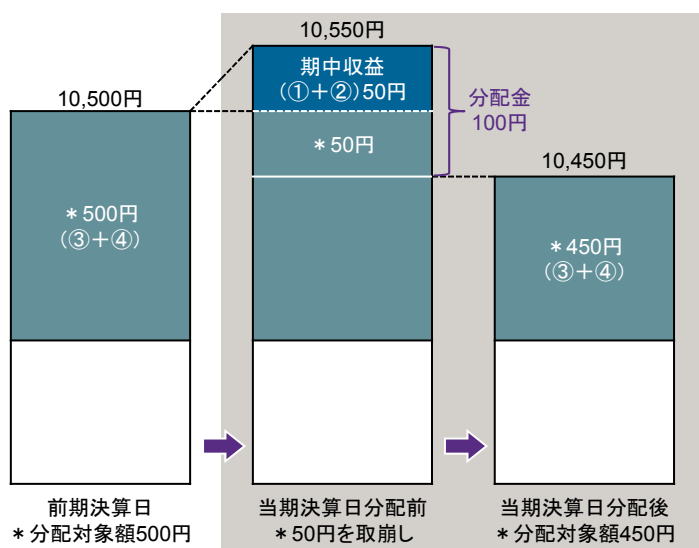 10,500円
＊500円
（③＋④）
前期決算日
＊分配対象額500円
10,550円
期中収益
（①＋②）50円
＊50円
分配金
100円
当期決算日分配前
＊50円を取崩し
10,450円
＊450円
（③＋④）
当期決算日分配後
＊分配対象額450円